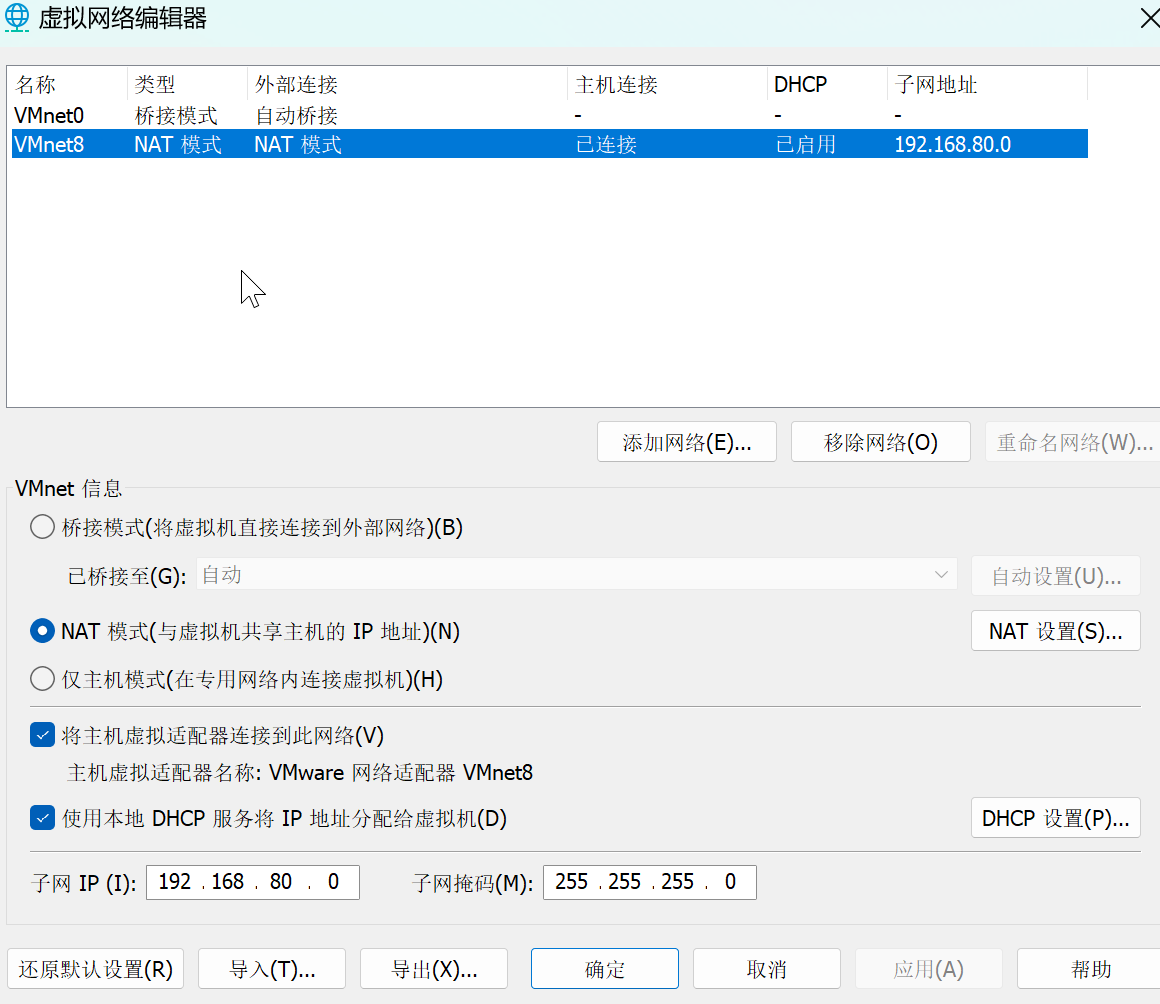 虚拟网络编辑器
名称 类型 外部连接 主机连接 DHCP 子网地址
VMnet0 桥接模式 自动桥接 - - -
VMnet8 NAT 模式 NAT 模式 已连接 已启用 192.168.80.0
添加网络(E)... 移除网络(O) 重命名网络(W)...
VMnet 信息
桥接模式(将虚拟机直接连接到外部网络)(B)
已桥接至(G): 自动 自动设置(U)...
NAT 模式(与虚拟机共享主机的 IP 地址)(N) NAT 设置(S)...
仅主机模式(在专用网络内连接虚拟机)(H)
将主机虚拟适配器连接到此网络(V)
主机虚拟适配器名称: VMware 网络适配器 VMnet8
使用本地 DHCP 服务将 IP 地址分配给虚拟机(D) DHCP 设置(P)...
子网 IP (I): 192 . 168 . 80 . 0 子网掩码(M): 255 . 255 . 255 . 0
还原默认设置(R) 导入(T)... 导出(X)... 确定 取消 应用(A) 帮助